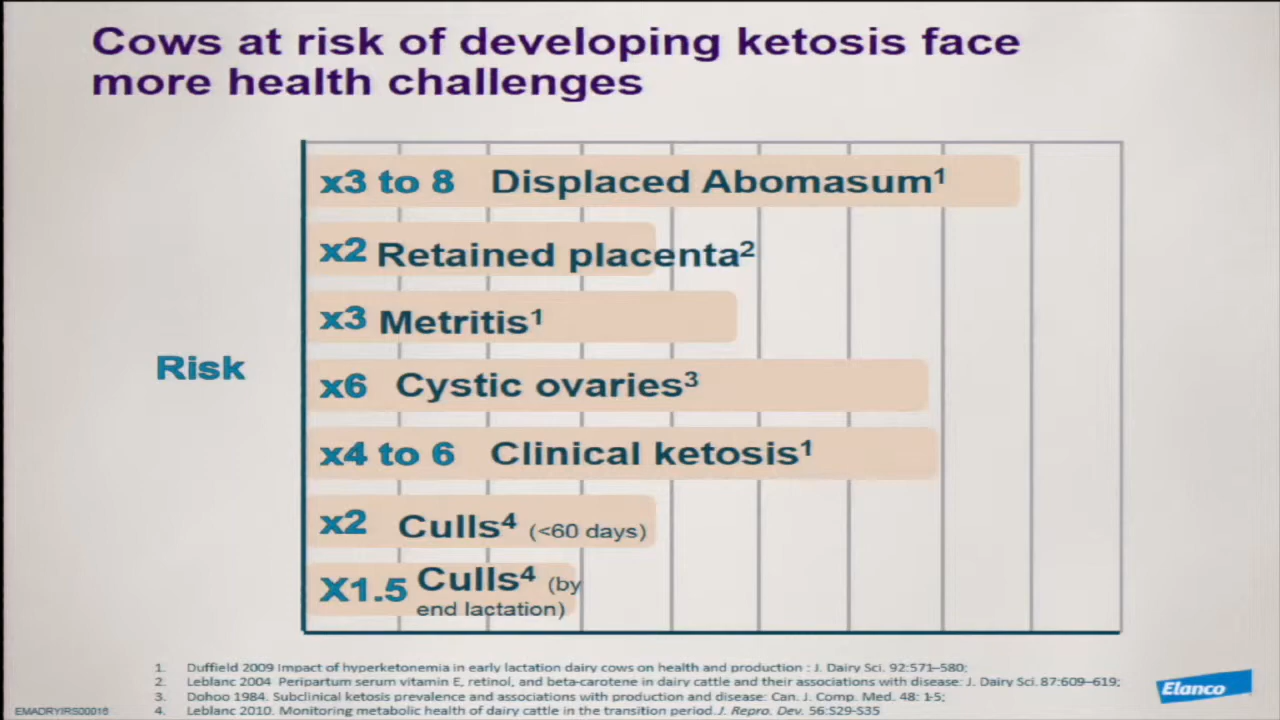 Cows at risk of developing ketosis face
more health challenges
x3 to 8 Displaced Abomasum¹
x2 Retained placenta²
x3 Metritis¹
Risk
x6 Cystic ovaries³
x4 to 6 Clinical ketosis¹
x2 Culls⁴ (<60 days)
X1.5 Culls⁴ (by
end lactation)
1. Duffield 2009 Impact of hyperketonemia in early lactation dairy cows on health and production : J. Dairy Sci. 92:571–580;
2. Leblanc 2004 Peripartum serum vitamin E, retinol, and beta-carotene in dairy cattle and their associations with disease: J. Dairy Sci. 87:609–619;
3. Dohoo 1984. Subclinical ketosis prevalence and associations with production and disease: Can. J. Comp. Med. 48: 1-5;
4. Leblanc 2010. Monitoring metabolic health of dairy cattle in the transition period. J. Repro. Dev. 56:S29-S35
Elanco
EMADRYIRS00016